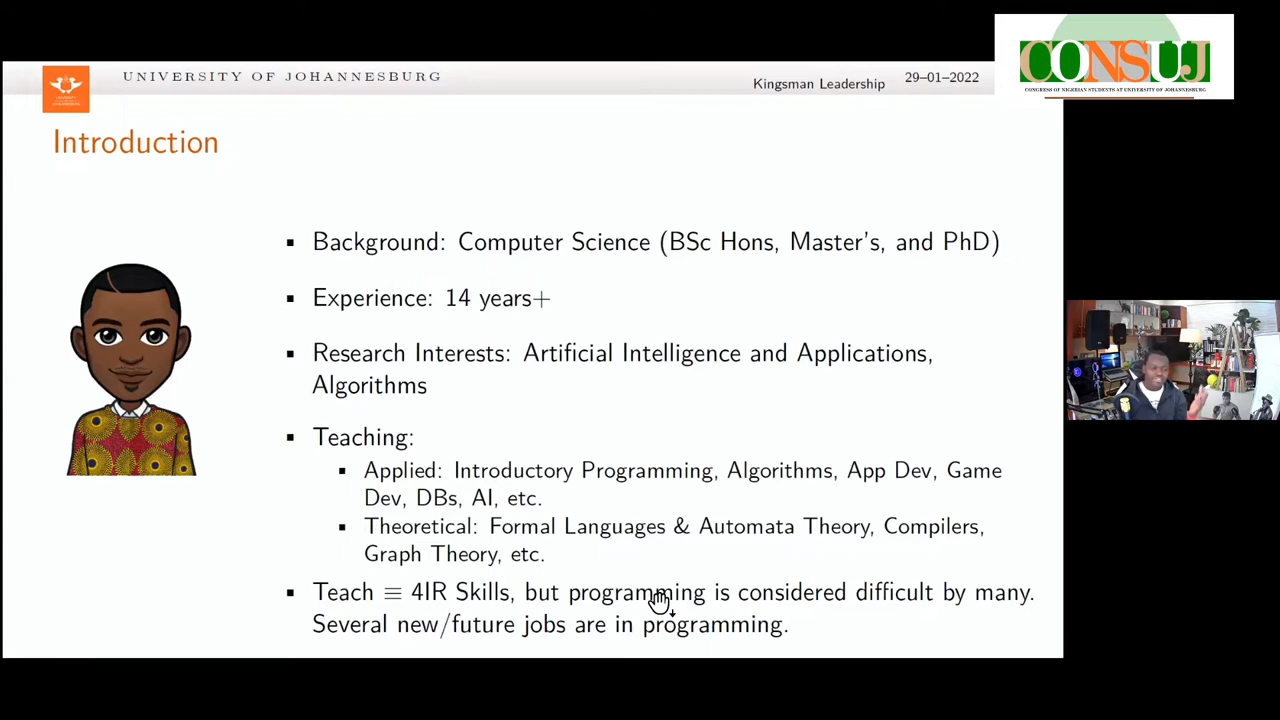 UNIVERSITY OF JOHANNESBURG
Kingsman Leadership
29–01–2022
CONSUJ
CONGRESS OF NIGERIAN STUDENTS AT UNIVERSITY OF JOHANNESBURG
Introduction
▪ Background: Computer Science (BSc Hons, Master's, and PhD)
▪ Experience: 14 years+
▪ Research Interests: Artificial Intelligence and Applications,
Algorithms
▪ Teaching:
▪ Applied: Introductory Programming, Algorithms, App Dev, Game
Dev, DBs, AI, etc.
▪ Theoretical: Formal Languages & Automata Theory, Compilers,
Graph Theory, etc.
▪ Teach ≡ 4IR Skills, but programming is considered difficult by many.
Several new/future jobs are in programming.